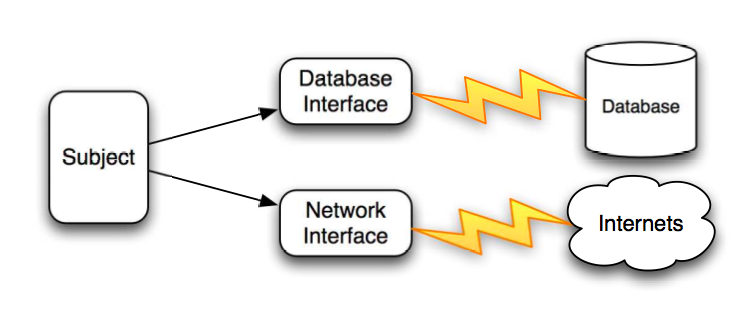 Subject
Database
Interface
Database
Network
Interface
Internets